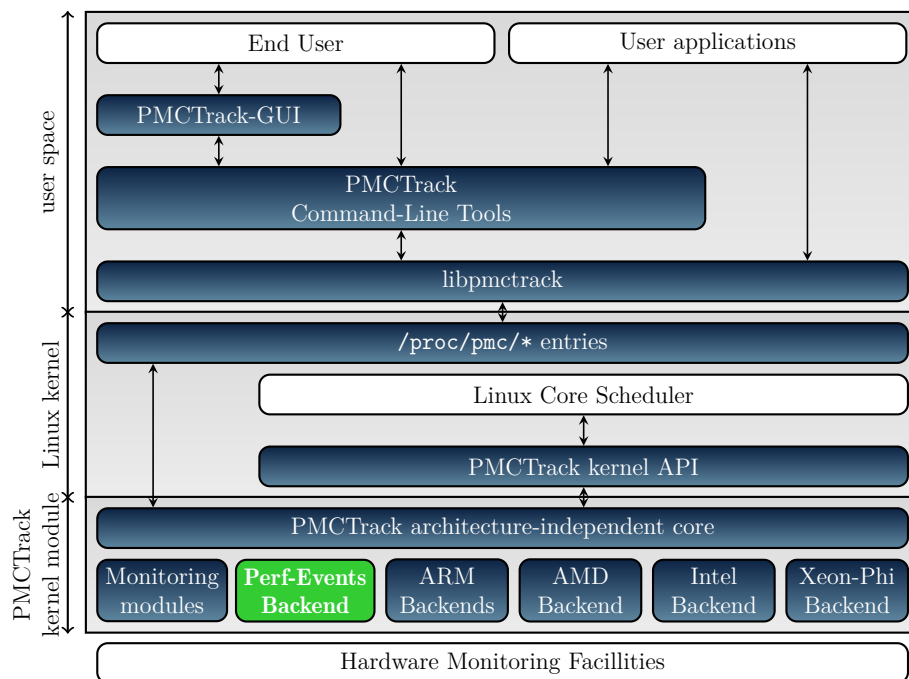 End User
User applications
PMCTrack-GUI
PMCTrack
Command-Line Tools
libpmctrack
user space
/proc/pmc/* entries
Linux Core Scheduler
PMCTrack kernel API
Linux kernel
PMCTrack architecture-independent core
Monitoring
modules
Perf-Events
Backend
ARM
Backends
AMD
Backend
Intel
Backend
Xeon-Phi
Backend
PMCTrack
kernel module
Hardware Monitoring Facillities